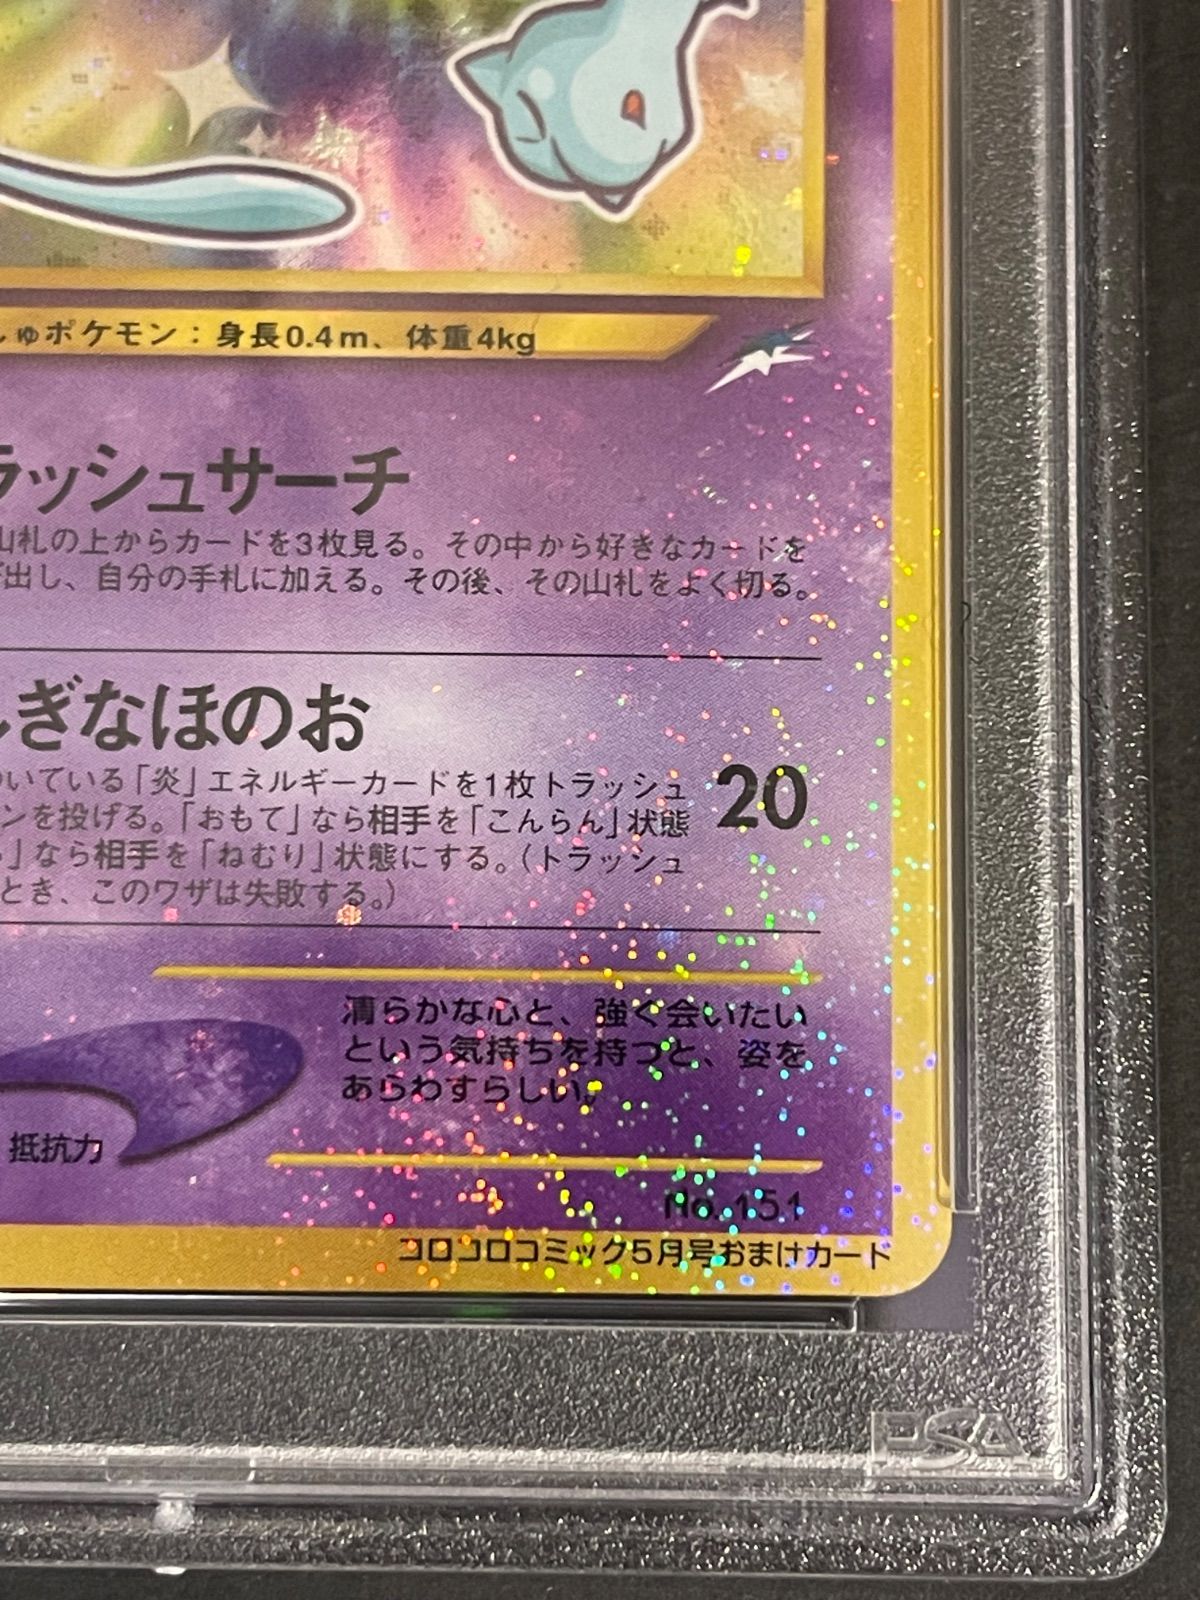 しゅポケモン：身長0.4m、体重4kg
ラッシュサーチ
山札の上からカードを3枚見る。その中から好きなカードを
出し、自分の手札に加える。その後、その山札をよく切る。
ぎなほのお
いている「炎」エネルギーカードを1枚トラッシュ
ンを投げる。「おもて」なら相手を「こんらん」状態
」なら相手を「ねむり」状態にする。（トラッシュ
とき、このワザは失敗する。）
20
清らかな心と、強く会いたい
という気持ちを持つと、姿を
あらわすらしい。
抵抗力
No.151
コロコロコミック5月号おまけカード
PSA